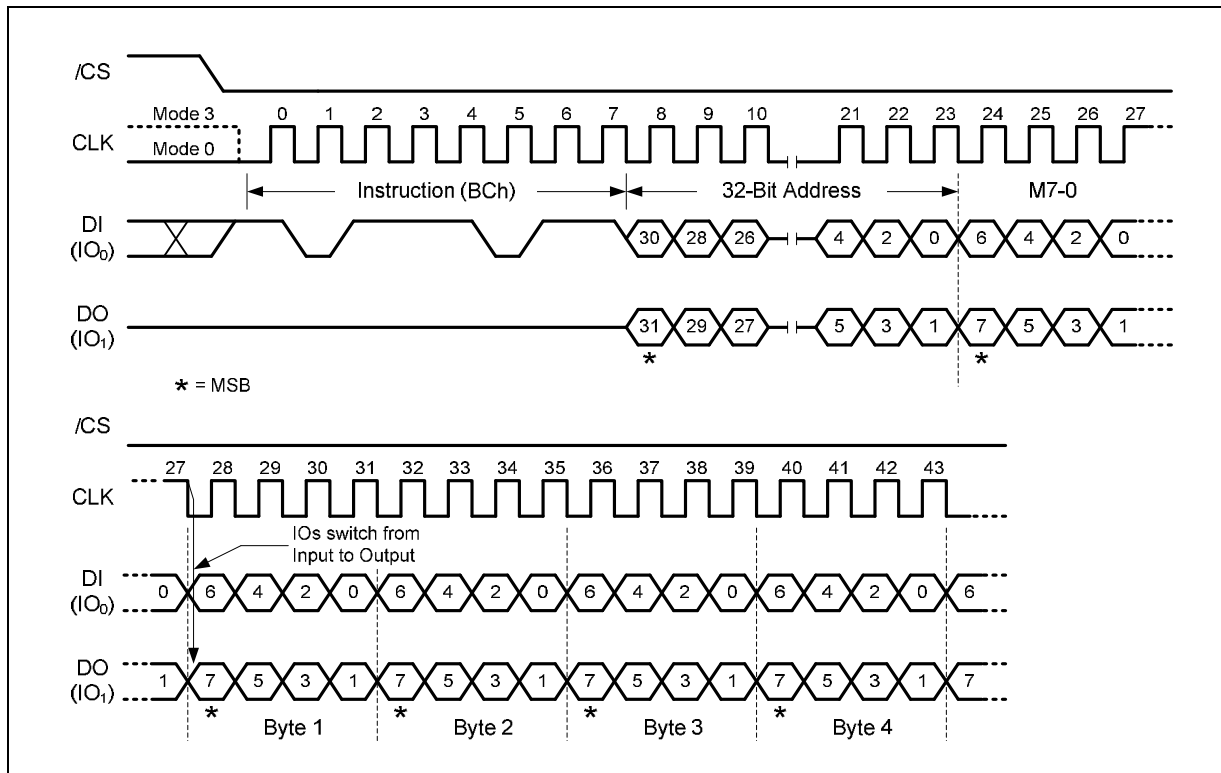 /CS
Mode 3
0 1 2 3 4 5 6 7 8 9 10 21 22 23 24 25 26 27
CLK
Mode 0
Instruction (BCh) 32-Bit Address M7-0
DI
(IO₀)
30 28 26 4 2 0 6 4 2 0
DO
(IO₁)
31 29 27 5 3 1 7 5 3 1
* *
* = MSB
/CS
27 28 29 30 31 32 33 34 35 36 37 38 39 40 41 42 43
CLK
IOs switch from
Input to Output
DI
(IO₀)
0 6 4 2 0 6 4 2 0 6 4 2 0 6 4 2 0 6
DO
(IO₁)
1 7 5 3 1 7 5 3 1 7 5 3 1 7 5 3 1 7
* * * *
Byte 1 Byte 2 Byte 3 Byte 4